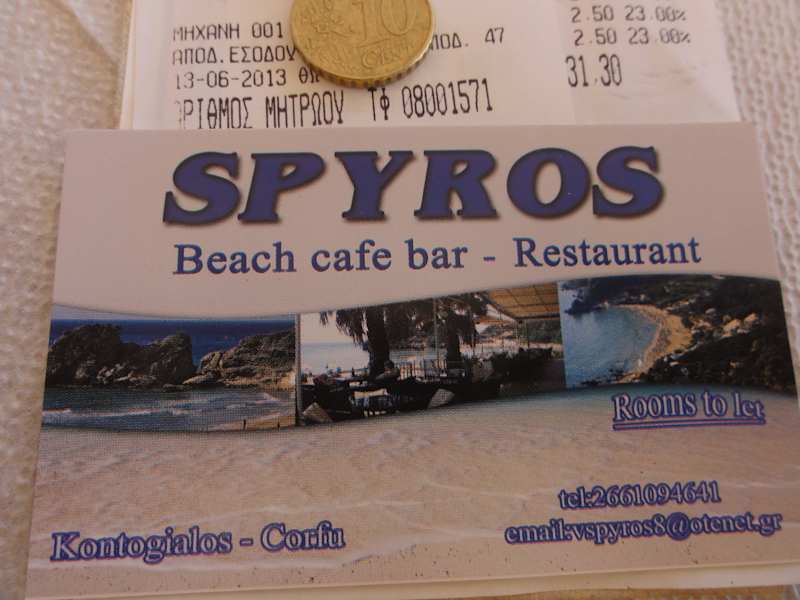 2.50 23.00%
ΜΗΧΑΝΗ 001 2.50 23.00%
ΑΠΟΔ.ΕΣΟΔΟΥ 47
13-06-2013 31,30
ΑΡΙΘΜΟΣ ΜΗΤΡΩΟΥ ΤΦ 08001571
10
CENT
SPYROS
Beach cafe bar - Restaurant
Rooms to let
tel:2661094641
email:vspyros8@otenet.gr
Kontogialos - Corfu